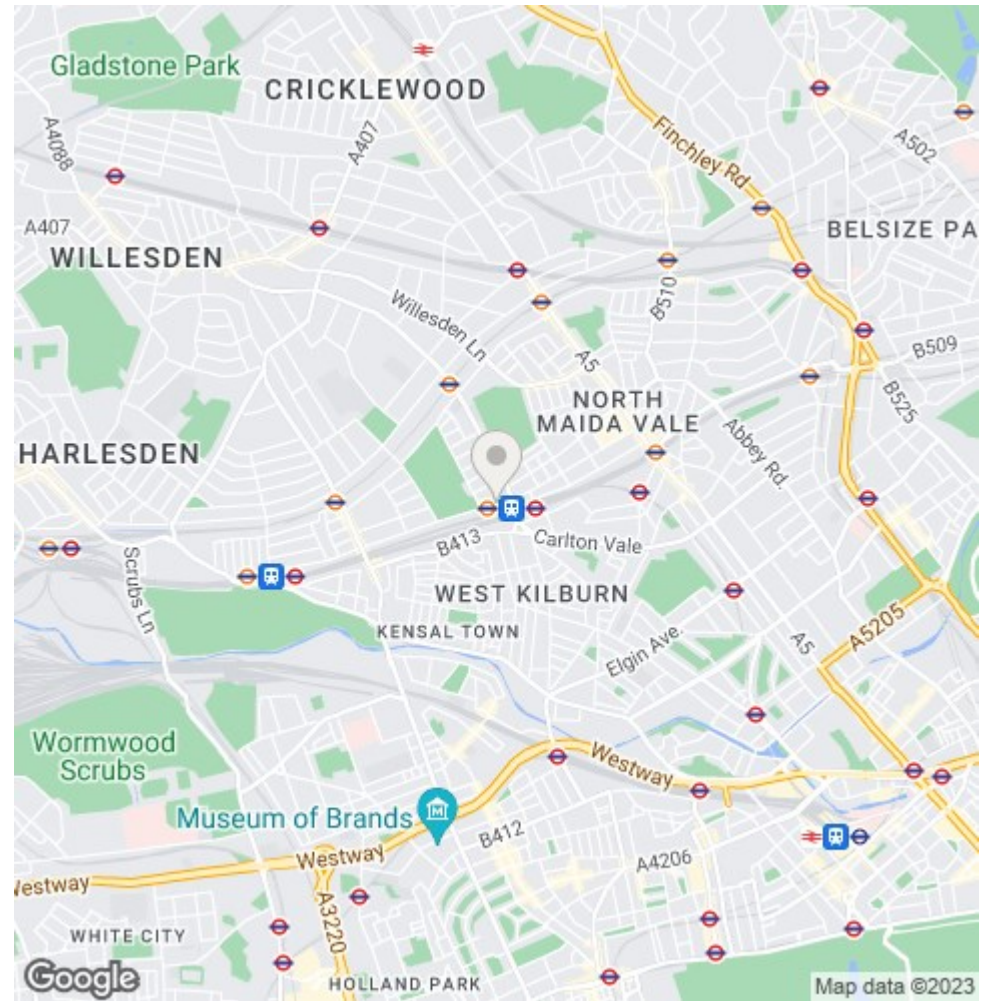 Gladstone Park
CRICKLEWOOD
A4088
A407
Finchley Rd
A502
A407
WILLESDEN
BELSIZE PA
B510
Willesden Ln
A5
B509
B525
NORTH
MAIDA VALE
Abbey Rd.
HARLESDEN
B413
Carlton Vale
Scrubs Ln
WEST KILBURN
KENSAL TOWN
Elgin Ave.
A5
A5205
Wormwood
Scrubs
Westway
Museum of Brands
B412
Westway
A4206
Westway
A3220
WHITE CITY
HOLLAND PARK
Google
Map data ©2023